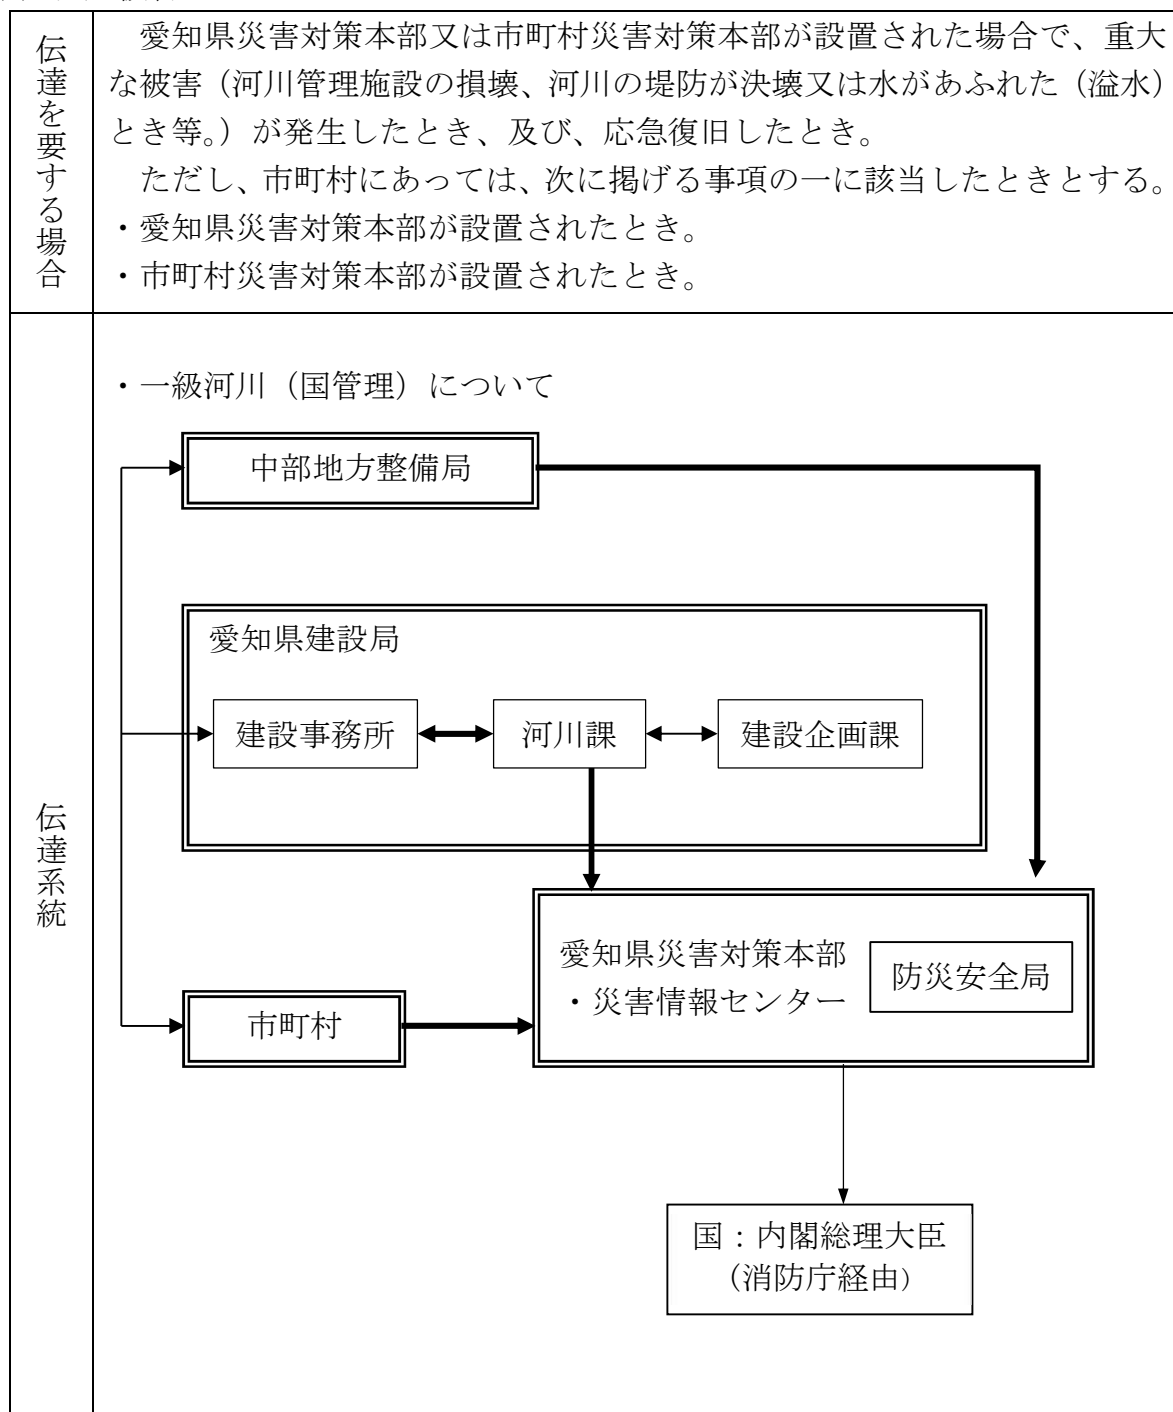 伝達を要する場合
愛知県災害対策本部又は市町村災害対策本部が設置された場合で、重大
な被害（河川管理施設の損壊、河川の堤防が決壊又は水があふれた（溢水）
とき等。）が発生したとき、及び、応急復旧したとき。
ただし、市町村にあっては、次に掲げる事項の一に該当したときとする。
・愛知県災害対策本部が設置されたとき。
・市町村災害対策本部が設置されたとき。
伝達系統
・一級河川（国管理）について
中部地方整備局
愛知県建設局
建設事務所
河川課
建設企画課
愛知県災害対策本部
・災害情報センター
防災安全局
市町村
国：内閣総理大臣
（消防庁経由）